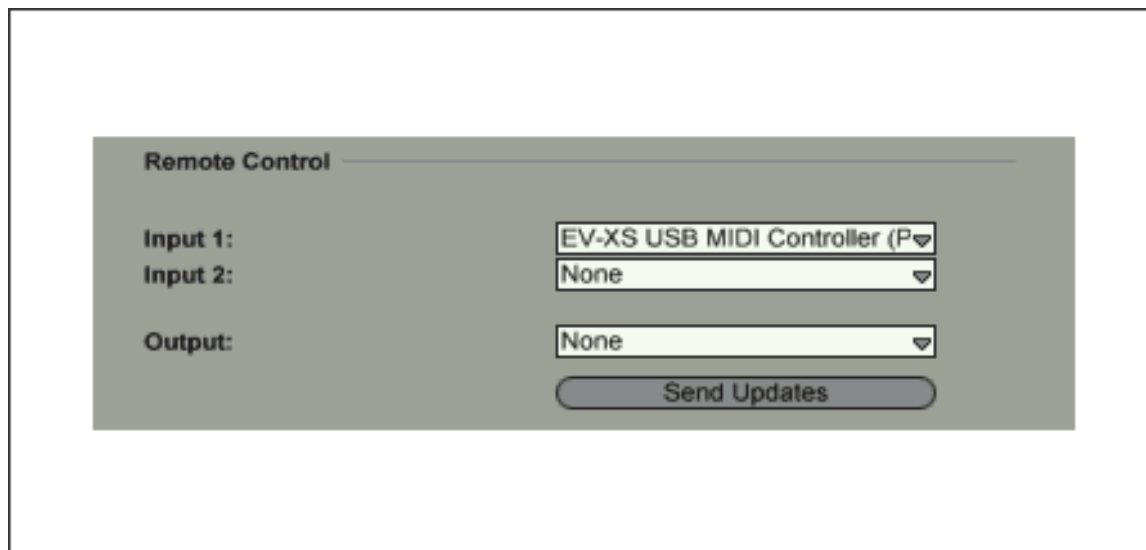 Remote Control
Input 1: EV-XS USB MIDI Controller (P
Input 2: None
Output: None
Send Updates